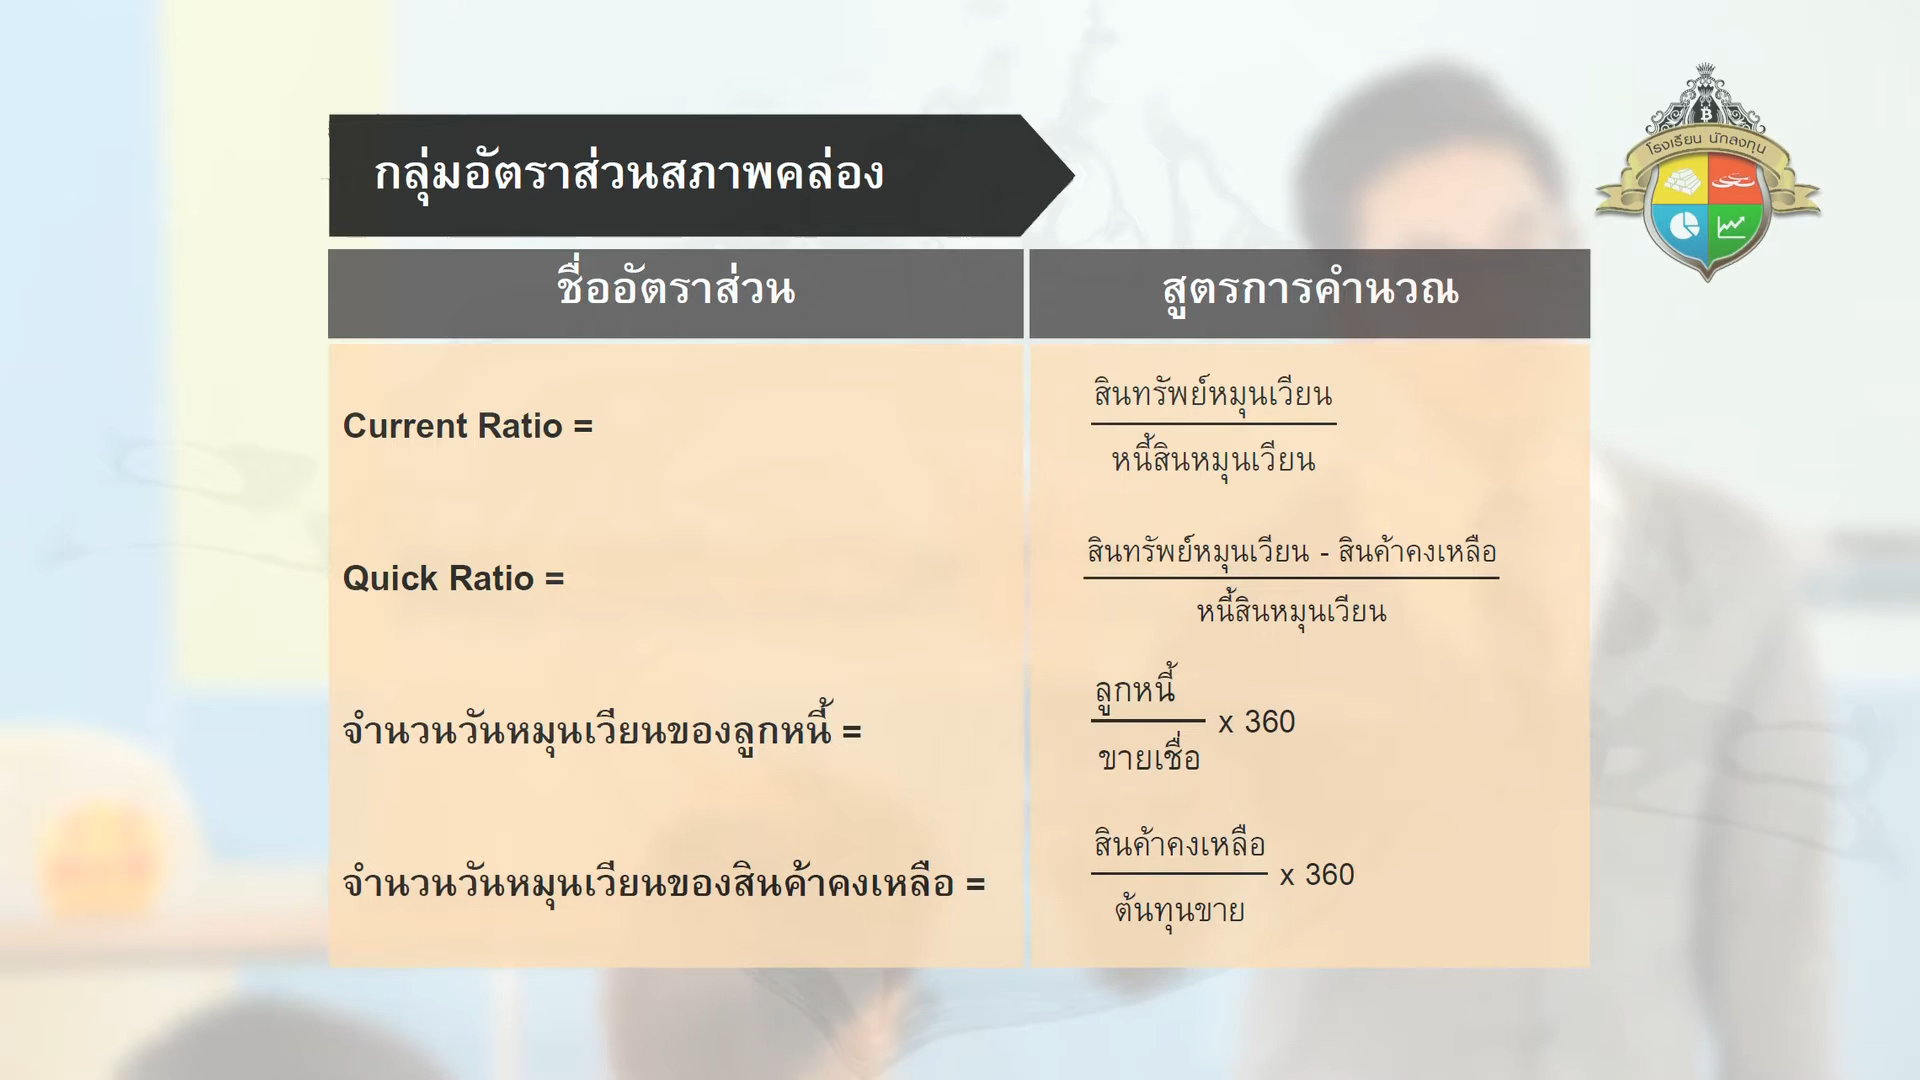 โรงเรียน นักลงทุน
กลุ่มอัตราส่วนสภาพคล่อง
ชื่ออัตราส่วน
สูตรการคำนวณ
Current Ratio =
สินทรัพย์หมุนเวียน
หนี้สินหมุนเวียน
Quick Ratio =
สินทรัพย์หมุนเวียน - สินค้าคงเหลือ
หนี้สินหมุนเวียน
จำนวนวันหมุนเวียนของลูกหนี้ =
ลูกหนี้
ขายเชื่อ
x 360
จำนวนวันหมุนเวียนของสินค้าคงเหลือ =
สินค้าคงเหลือ
ต้นทุนขาย
x 360